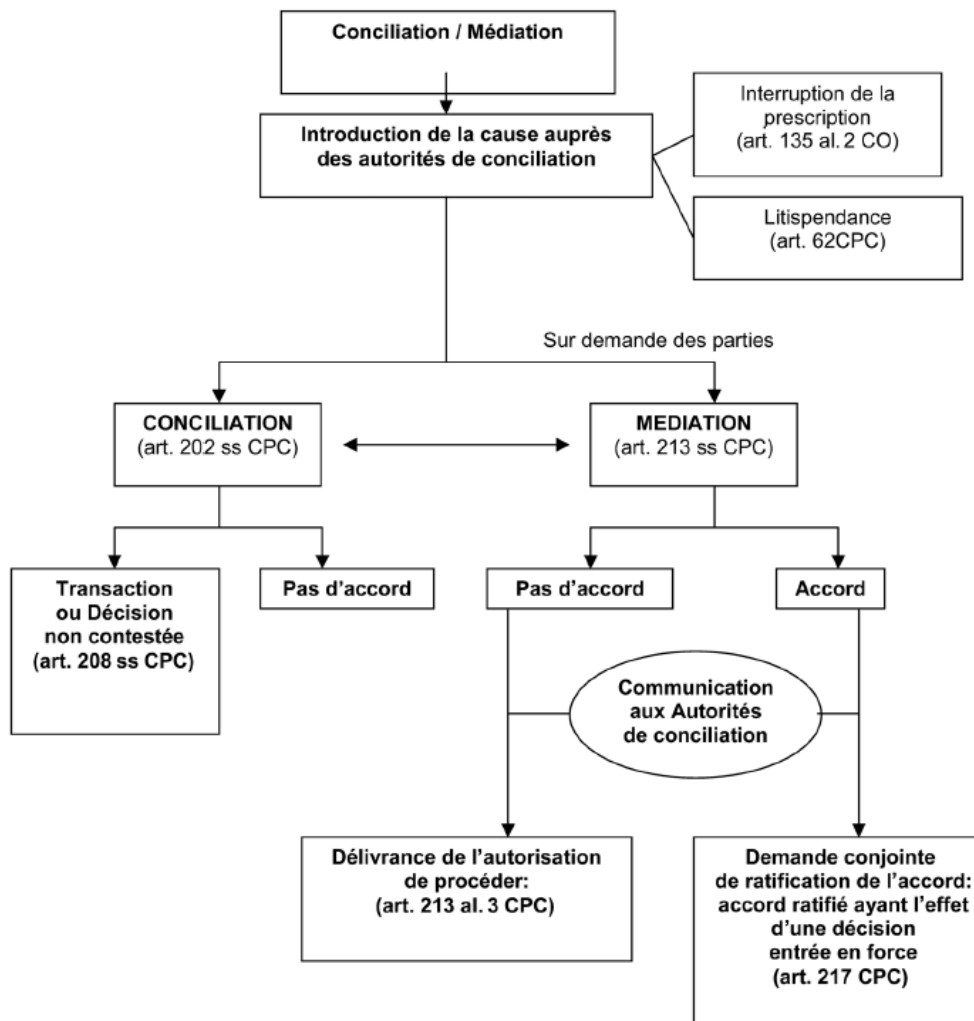 Conciliation / Médiation
Introduction de la cause auprès
des autorités de conciliation
Interruption de la
prescription
(art. 135 al. 2 CO)
Litispendance
(art. 62CPC)
Sur demande des parties
CONCILIATION
(art. 202 ss CPC)
MEDIATION
(art. 213 ss CPC)
Transaction
ou Décision
non contestée
(art. 208 ss CPC)
Pas d’accord
Pas d’accord
Accord
Communication
aux Autorités
de conciliation
Délivrance de l’autorisation
de procéder:
(art. 213 al. 3 CPC)
Demande conjointe
de ratification de l’accord:
accord ratifié ayant l’effet
d’une décision
entrée en force
(art. 217 CPC)